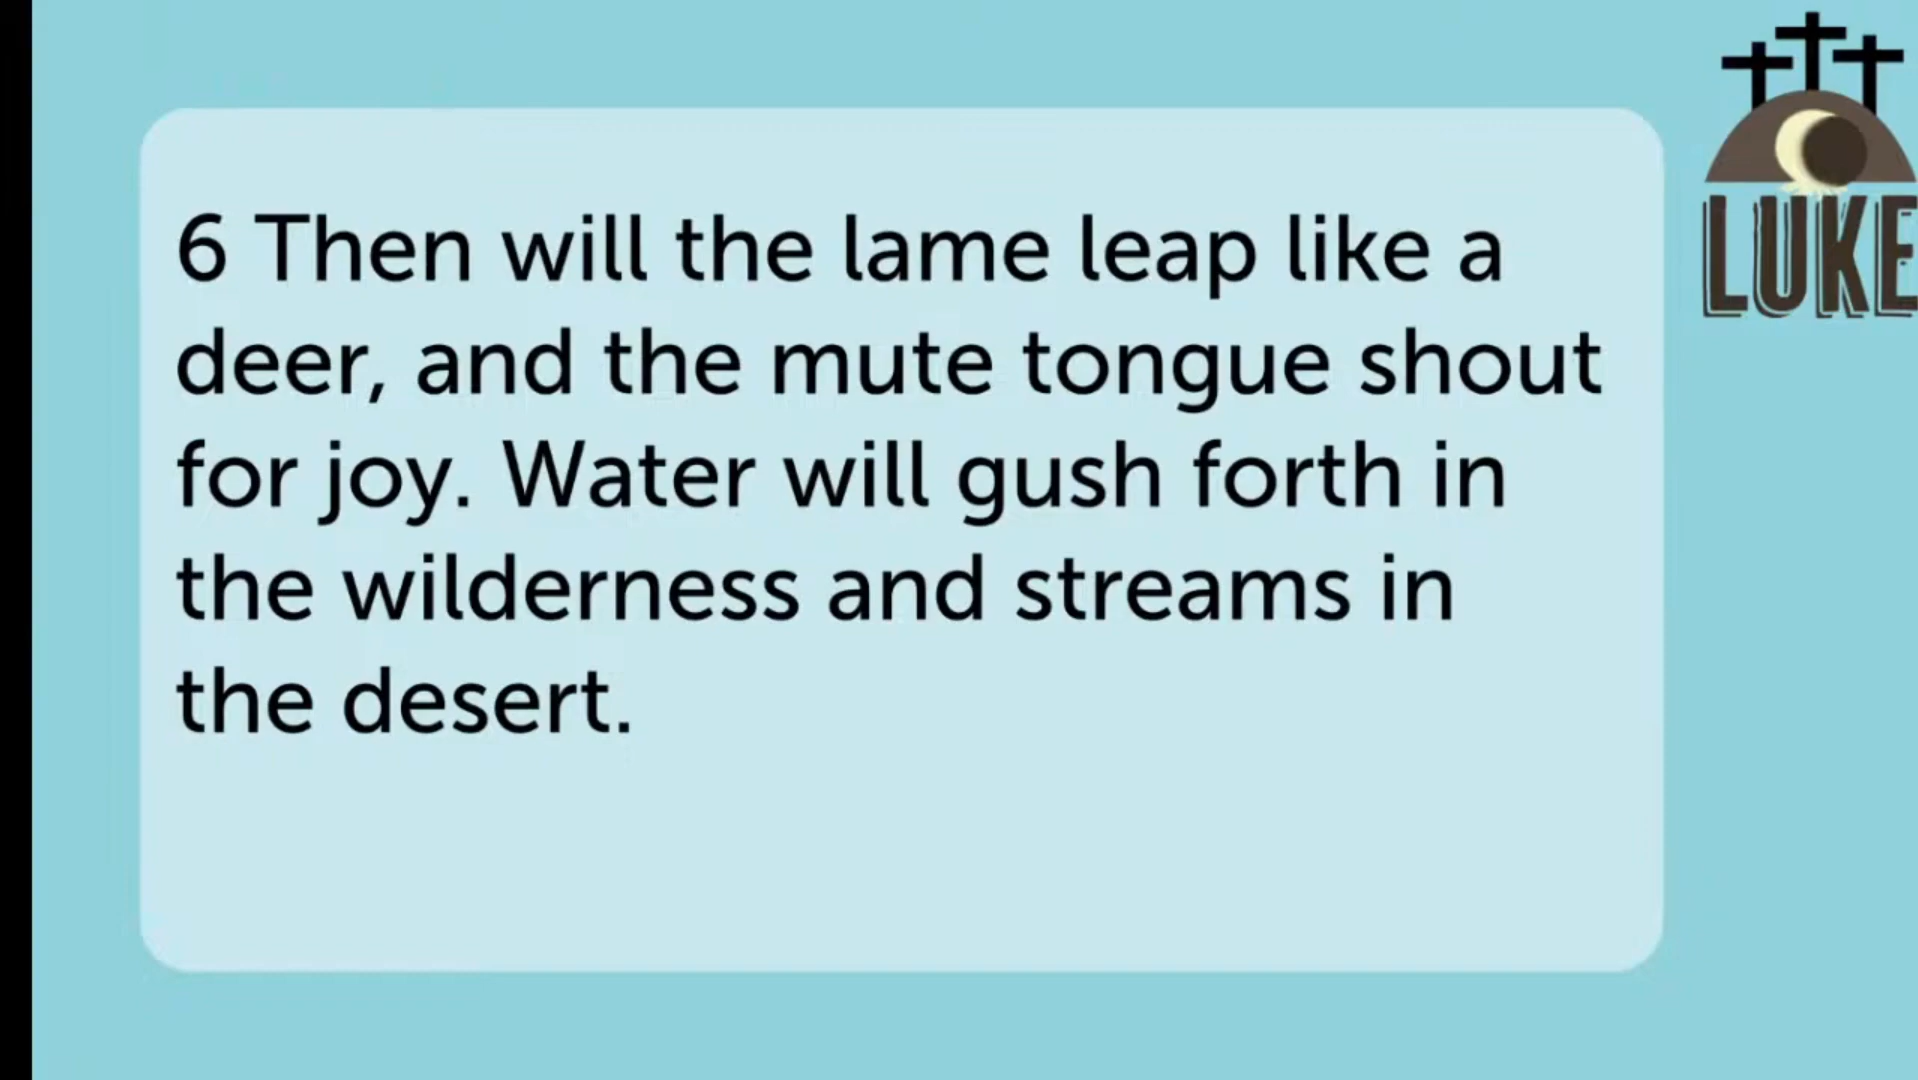 6 Then will the lame leap like a
deer, and the mute tongue shout
for joy. Water will gush forth in
the wilderness and streams in
the desert.
LUKE